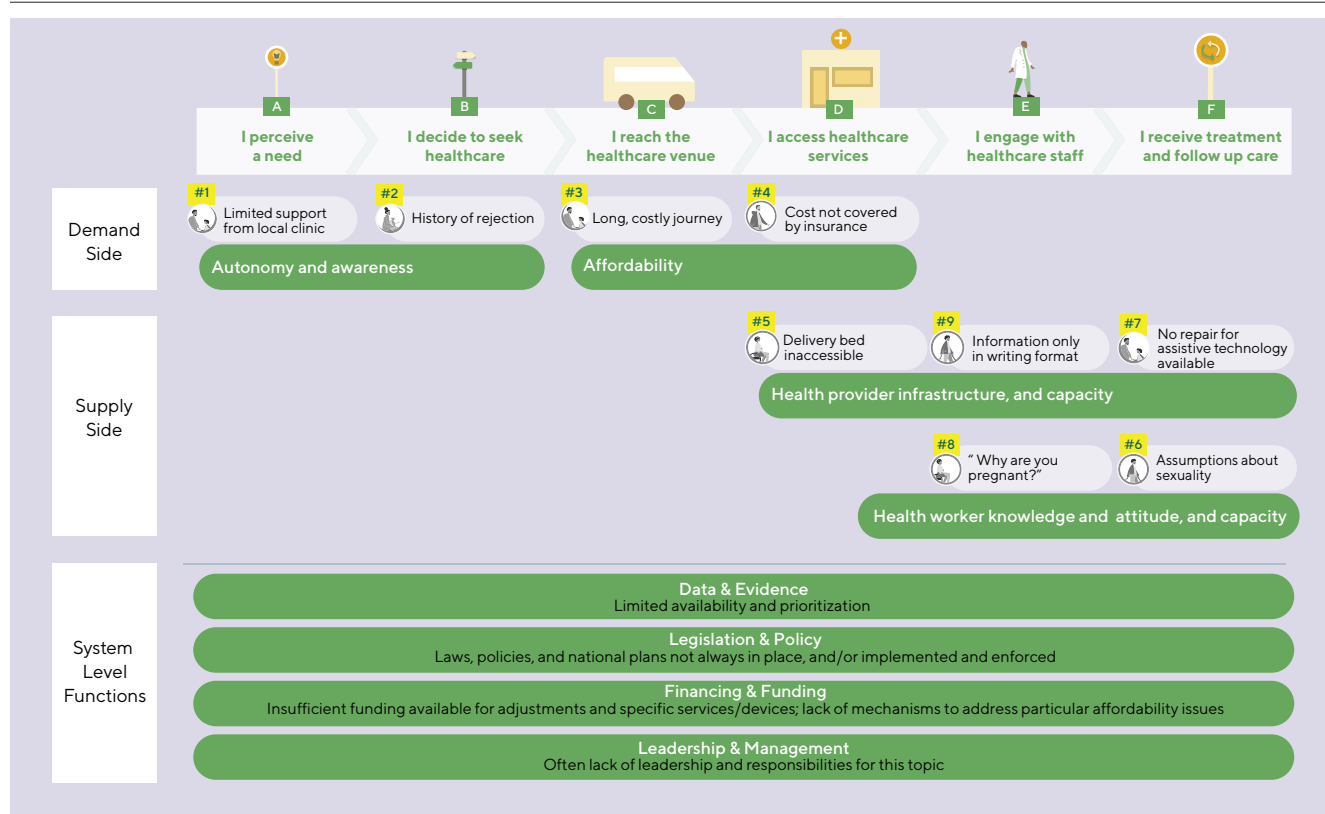 A
B
C
D
E
F
I perceive
a need
I decide to seek
healthcare
I reach the
healthcare venue
I access healthcare
services
I engage with
healthcare staff
I receive treatment
and follow up care
Demand
Side
#1
Limited support
from local clinic
#2
History of rejection
#3
Long, costly journey
#4
Cost not covered
by insurance
Autonomy and awareness
Affordability
Supply
Side
#5
Delivery bed
inaccessible
#9
Information only
in writing format
#7
No repair for
assistive technology
available
Health provider infrastructure, and capacity
#8
“ Why are you
pregnant?”
#6
Assumptions about
sexuality
Health worker knowledge and attitude, and capacity
System
Level
Functions
Data & Evidence
Limited availability and prioritization
Legislation & Policy
Laws, policies, and national plans not always in place, and/or implemented and enforced
Financing & Funding
Insufficient funding available for adjustments and specific services/devices; lack of mechanisms to address particular affordability issues
Leadership & Management
Often lack of leadership and responsibilities for this topic